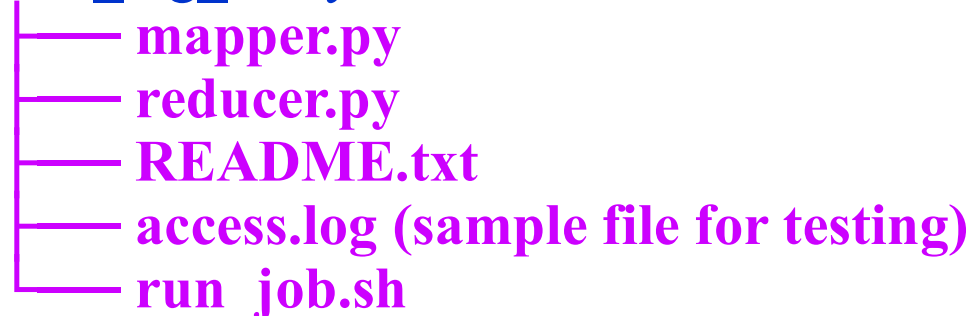 mapper.py
reducer.py
README.txt
access.log (sample file for testing)
run_job.sh